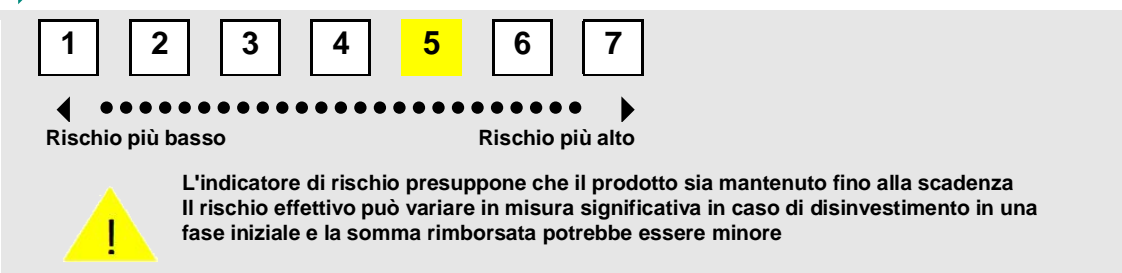 1 2 3 4 5 6 7
Rischio più basso Rischio più alto
L'indicatore di rischio presuppone che il prodotto sia mantenuto fino alla scadenza
Il rischio effettivo può variare in misura significativa in caso di disinvestimento in una
fase iniziale e la somma rimborsata potrebbe essere minore
!